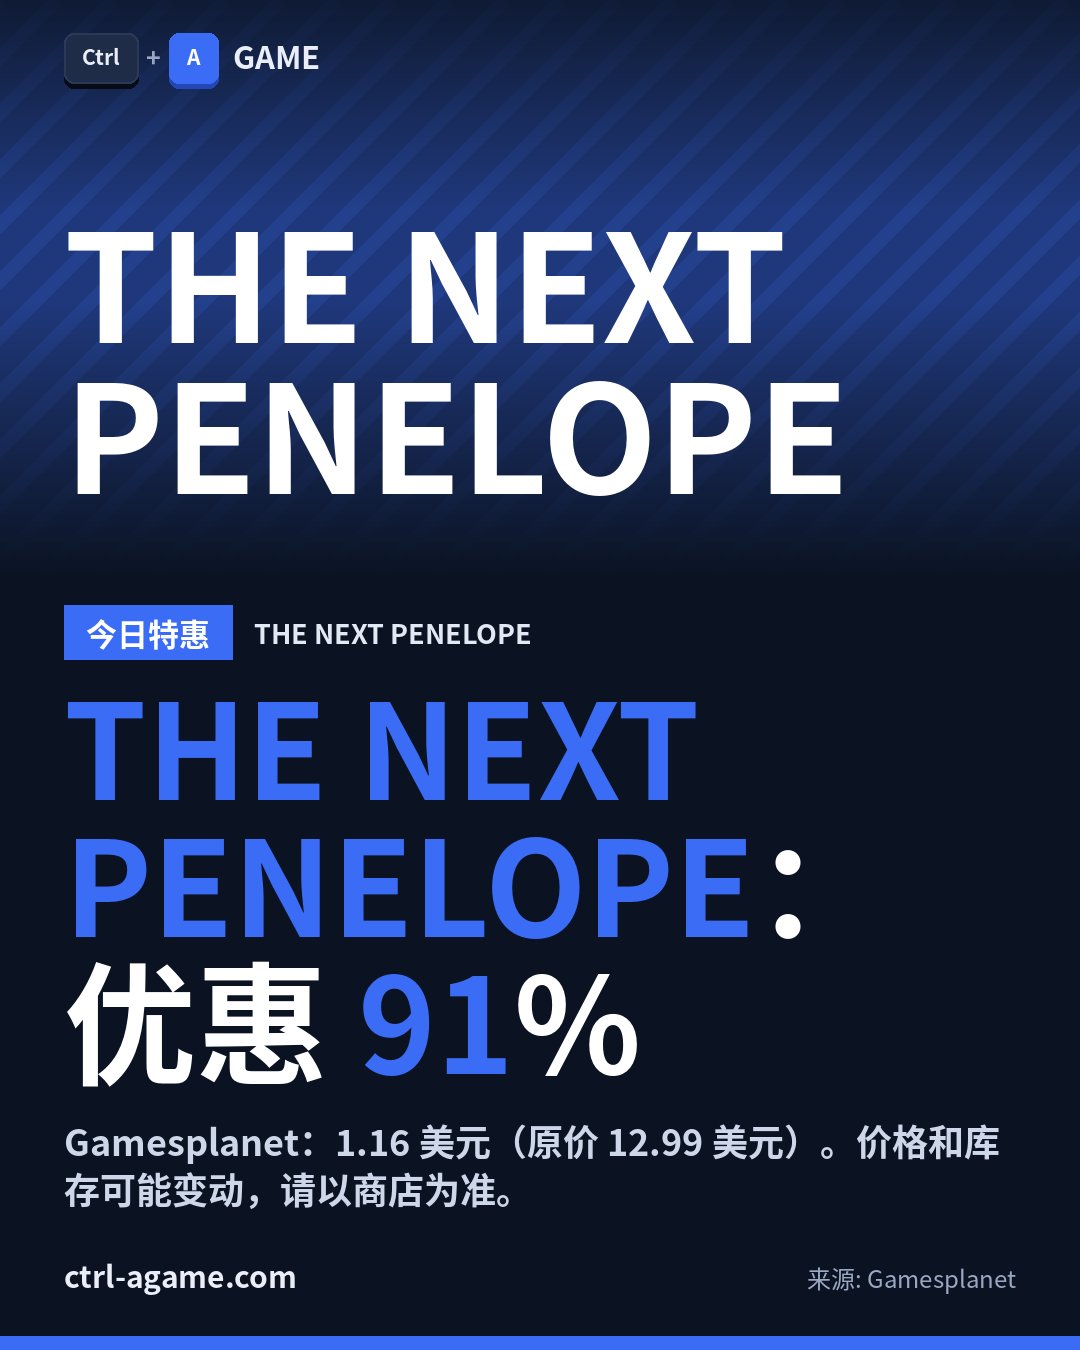 Ctrl + A GAME
THE NEXT
PENELOPE
今日特惠 THE NEXT PENELOPE
THE NEXT
PENELOPE：
优惠 91%
Gamesplanet：1.16 美元（原价 12.99 美元）。价格和库
存可能变动，请以商店为准。
ctrl-agame.com
来源: Gamesplanet